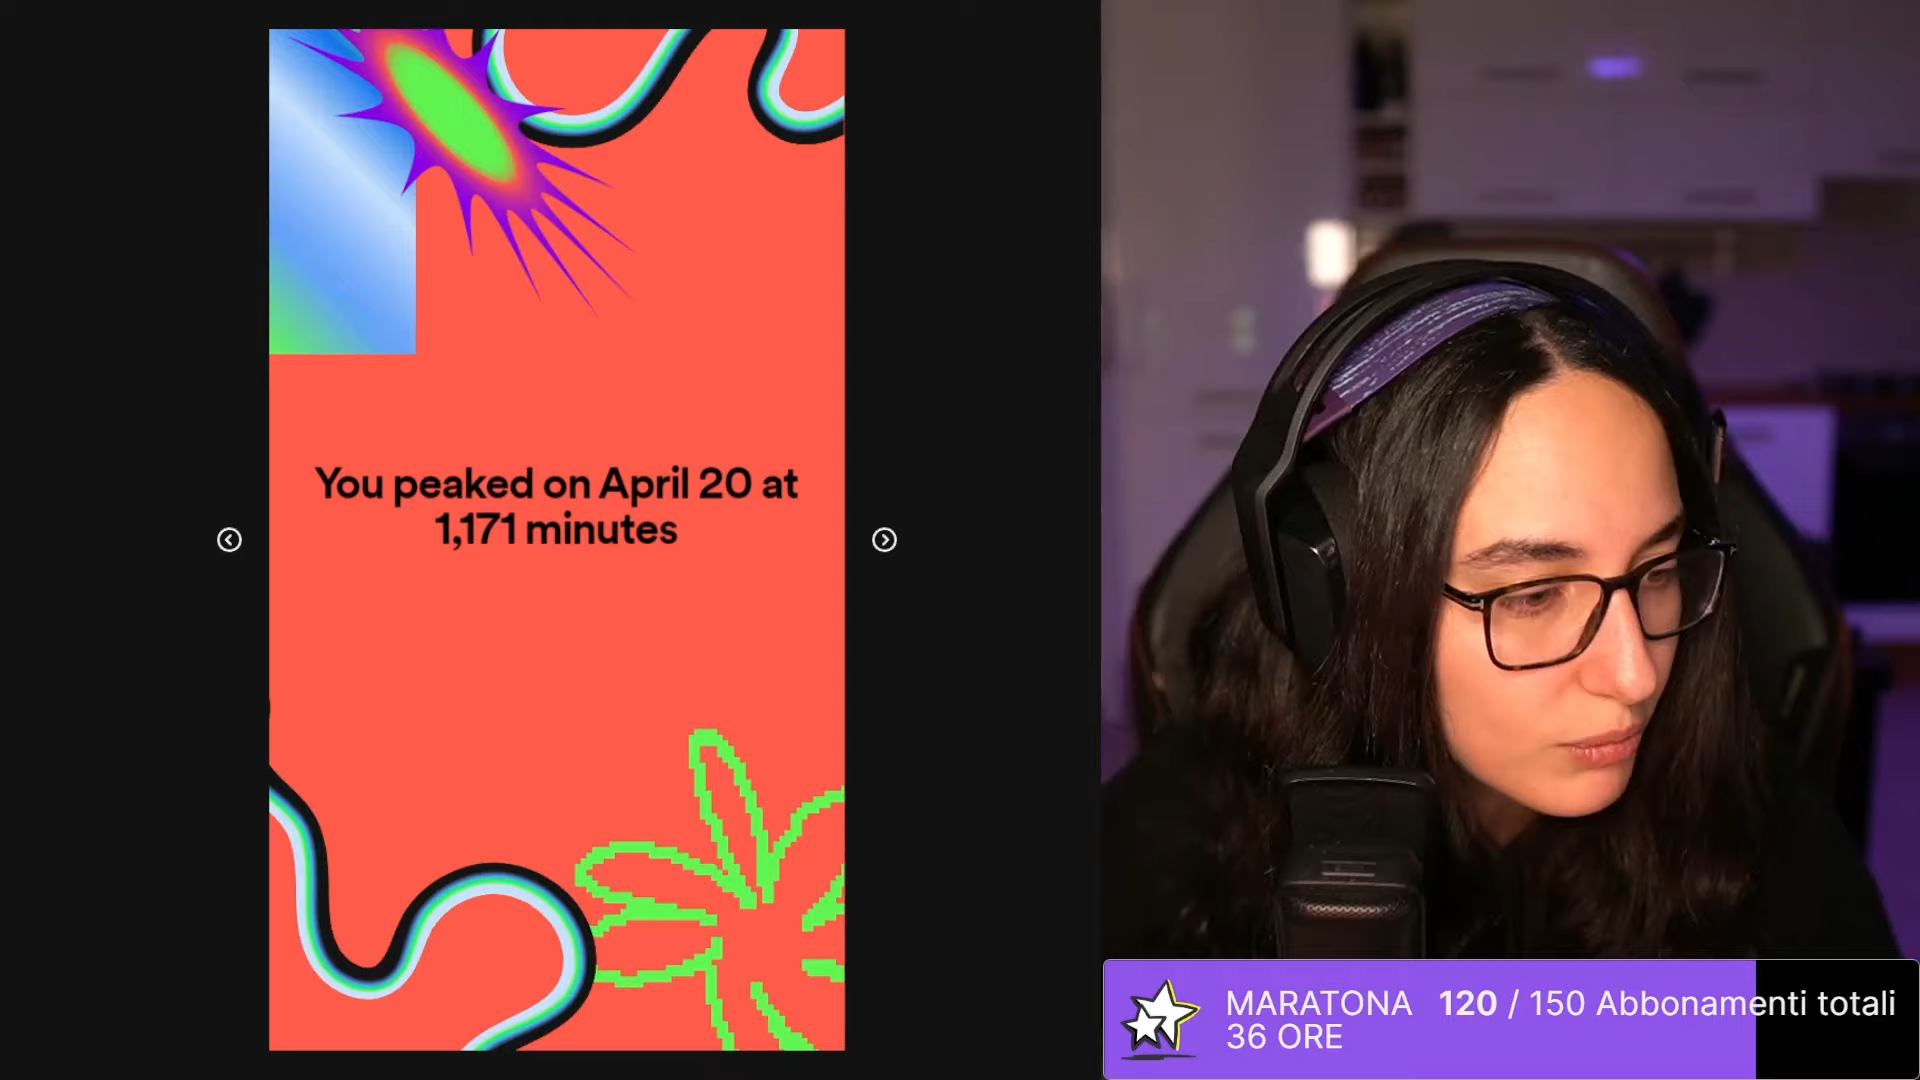 You peaked on April 20 at
1,171 minutes
MARATONA 120 / 150 Abbonamenti totali
36 ORE